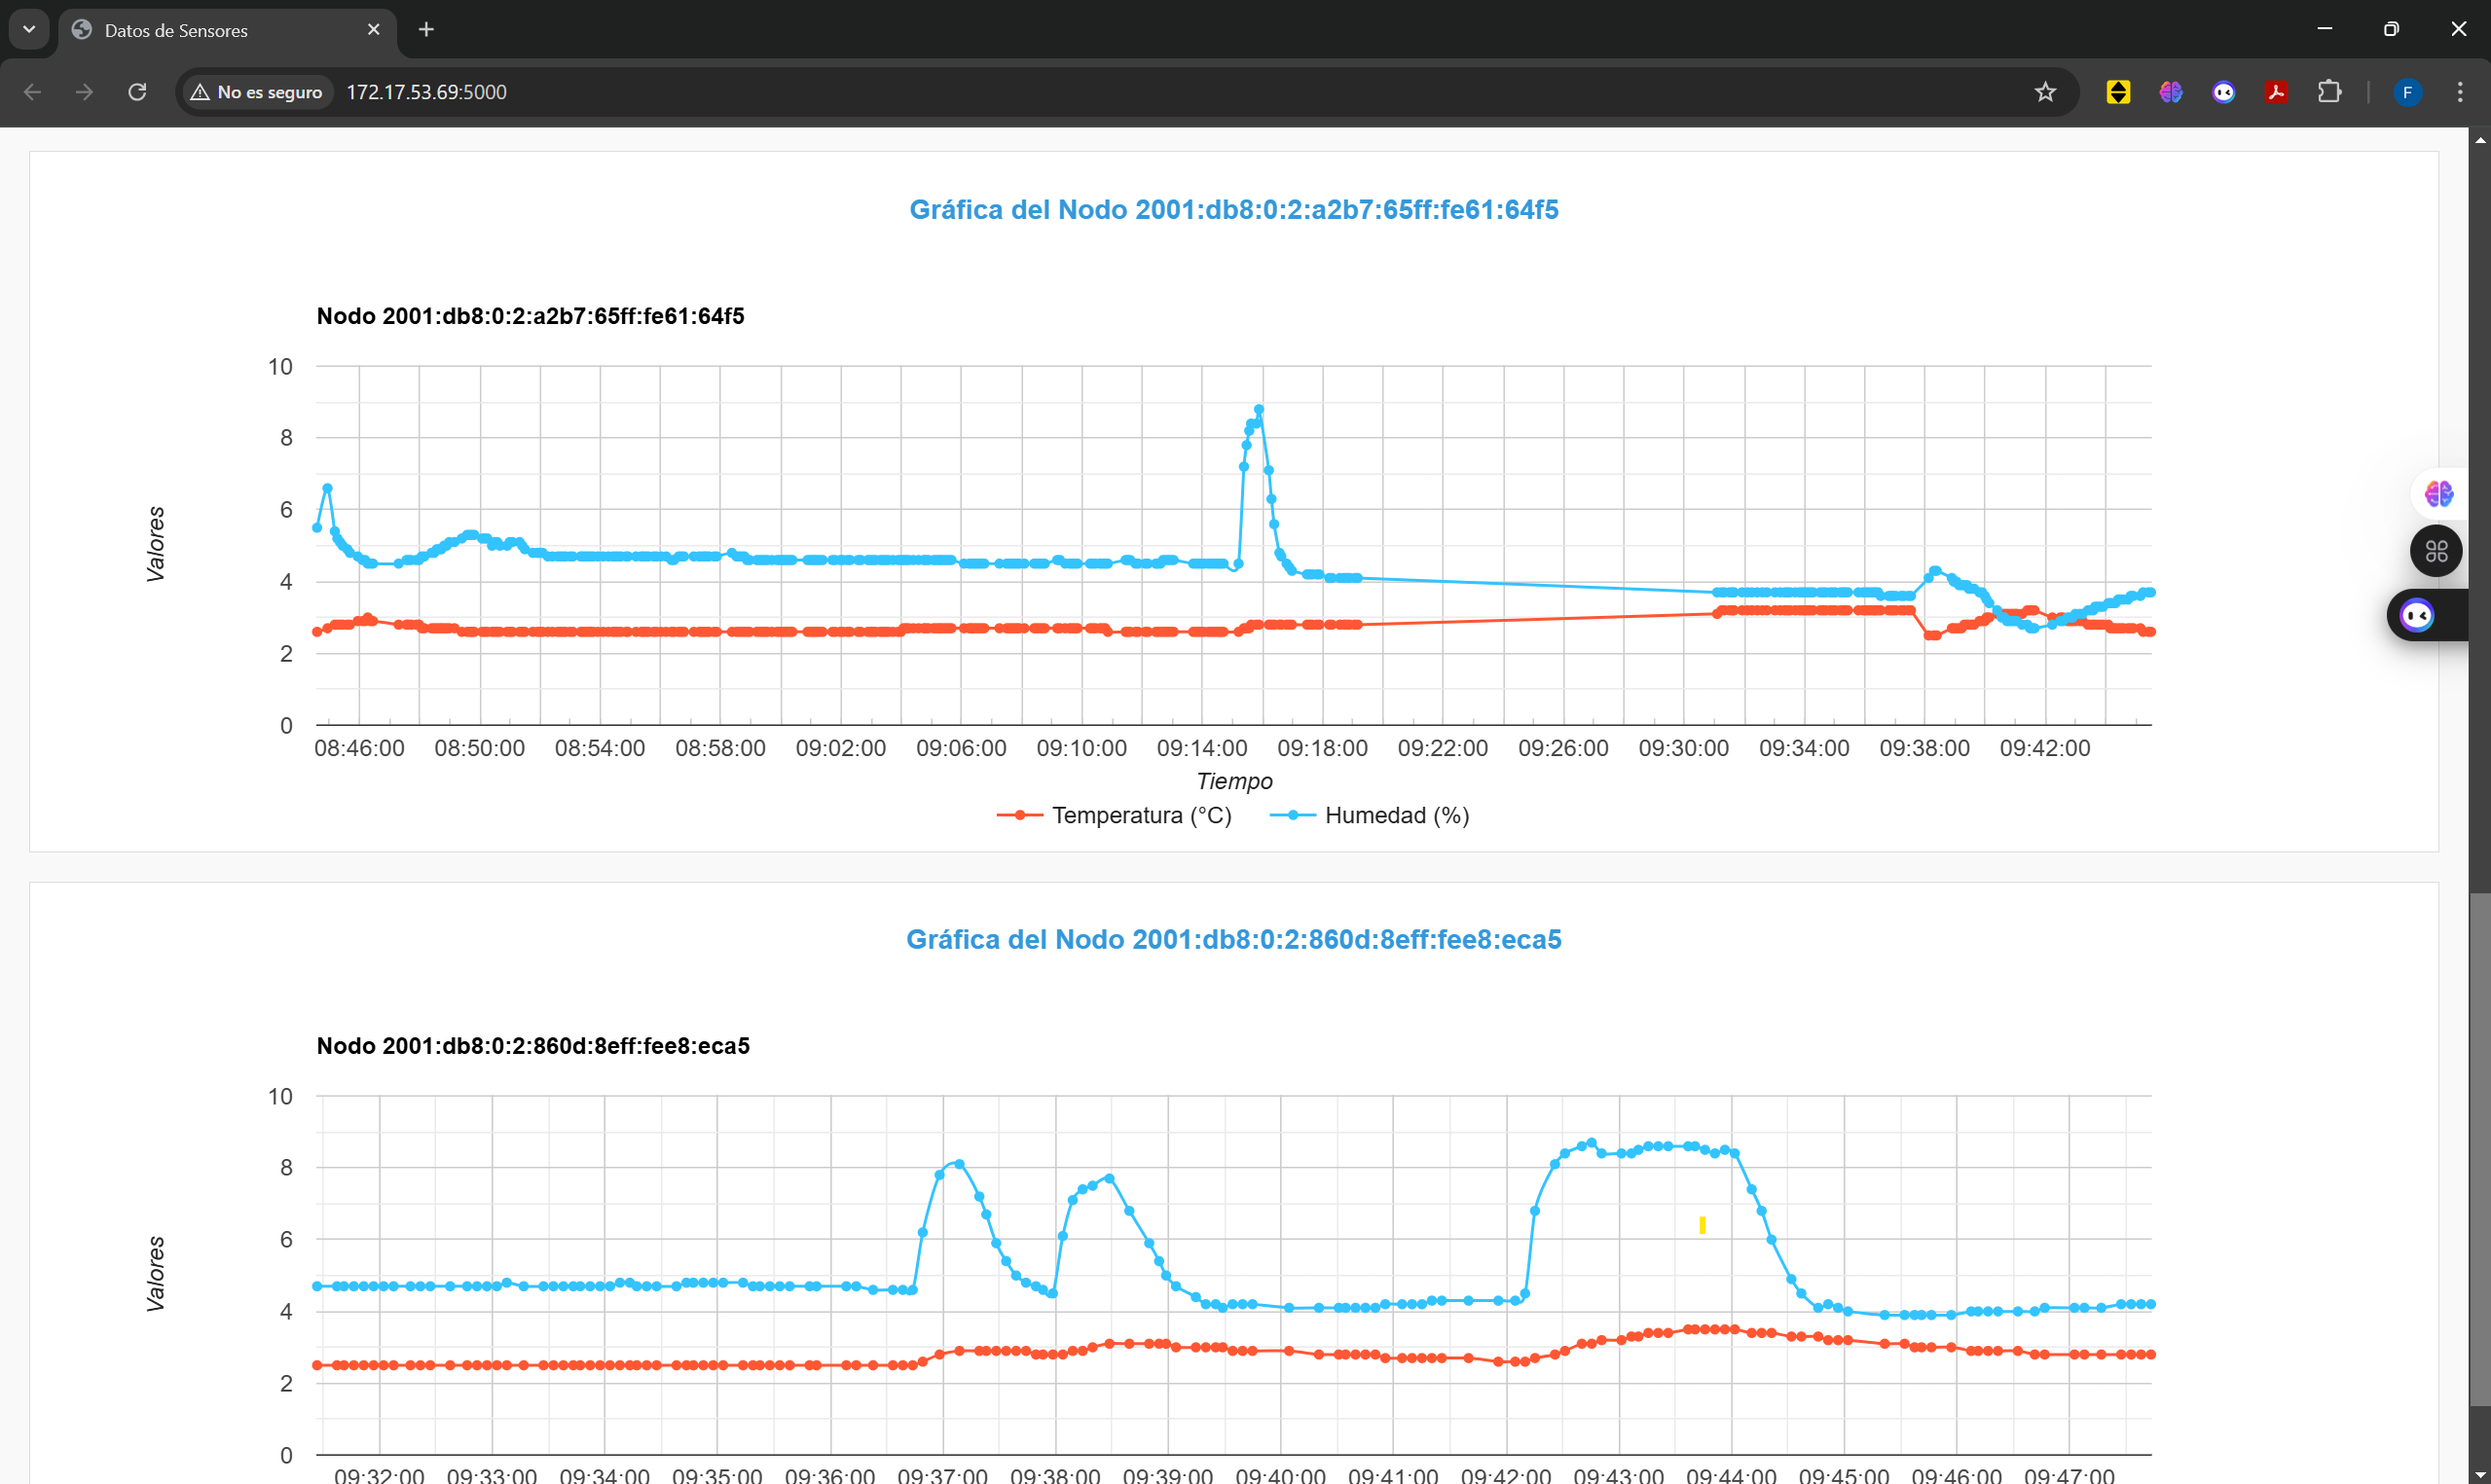 Datos de Sensores
No es seguro
172.17.53.69:5000
F
Gráfica del Nodo 2001:db8:0:2:a2b7:65ff:fe61:64f5
Nodo 2001:db8:0:2:a2b7:65ff:fe61:64f5
10
8
6
4
2
0
Valores
08:46:00 08:50:00 08:54:00 08:58:00 09:02:00 09:06:00 09:10:00 09:14:00 09:18:00 09:22:00 09:26:00 09:30:00 09:34:00 09:38:00 09:42:00
Tiempo
Temperatura (°C) Humedad (%)
Gráfica del Nodo 2001:db8:0:2:860d:8eff:fee8:eca5
Nodo 2001:db8:0:2:860d:8eff:fee8:eca5
10
8
6
4
2
0
Valores
09:32:00 09:33:00 09:34:00 09:35:00 09:36:00 09:37:00 09:38:00 09:39:00 09:40:00 09:41:00 09:42:00 09:43:00 09:44:00 09:45:00 09:46:00 09:47:00